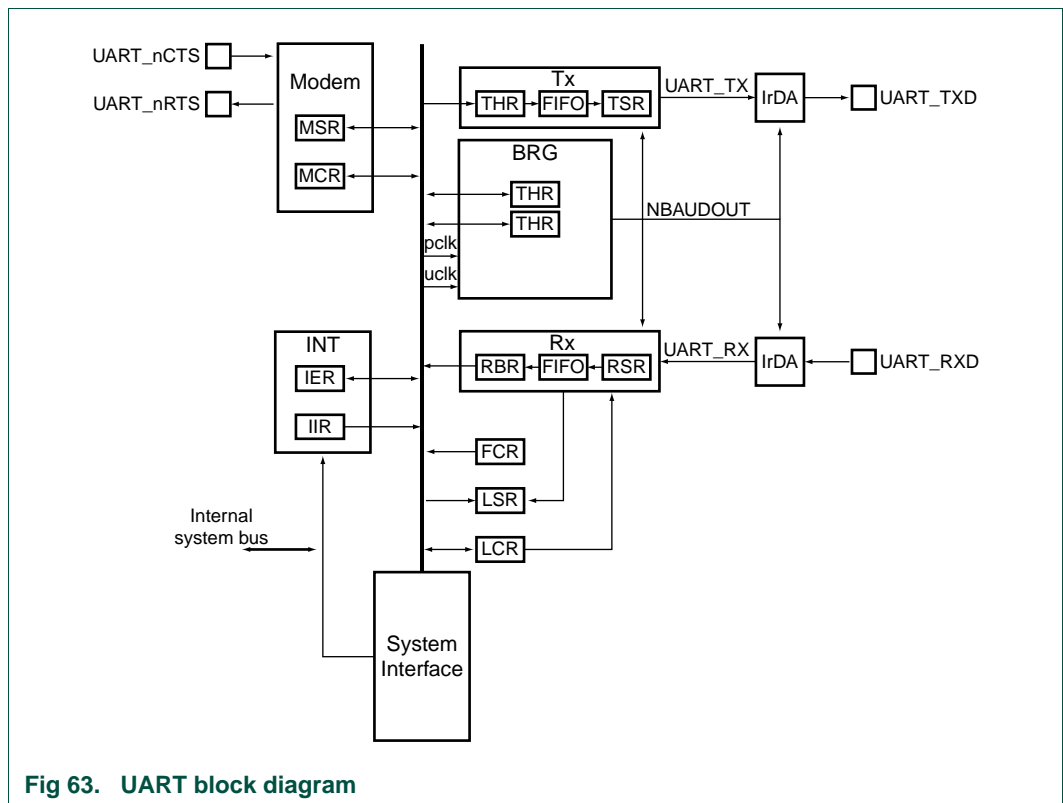 UART_nCTS
UART_nRTS
Modem
MSR
MCR
Tx
THR
FIFO
TSR
UART_TX
IrDA
UART_TXD
BRG
THR
THR
pclk
uclk
NBAUDOUT
INT
IER
IIR
Rx
RBR
FIFO
RSR
UART_RX
IrDA
UART_RXD
FCR
LSR
LCR
Internal
system bus
System
Interface
Fig 63. UART block diagram